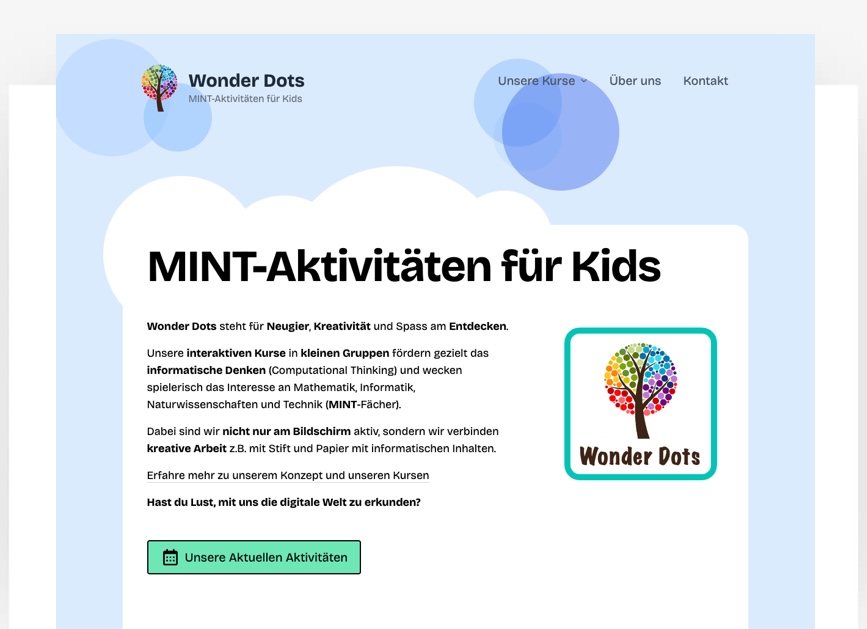 Wonder Dots
MINT-Aktivitäten für Kids
Unsere Kurse
Über uns
Kontakt
MINT-Aktivitäten für Kids
Wonder Dots steht für Neugier, Kreativität und Spass am Entdecken.
Unsere interaktiven Kurse in kleinen Gruppen fördern gezielt das
informatische Denken (Computational Thinking) und wecken
spielerisch das Interesse an Mathematik, Informatik,
Naturwissenschaften und Technik (MINT-Fächer).
Dabei sind wir nicht nur am Bildschirm aktiv, sondern wir verbinden
kreative Arbeit z.B. mit Stift und Papier mit informatischen Inhalten.
Erfahre mehr zu unserem Konzept und unseren Kursen
Hast du Lust, mit uns die digitale Welt zu erkunden?
Unsere Aktuellen Aktivitäten
Wonder Dots